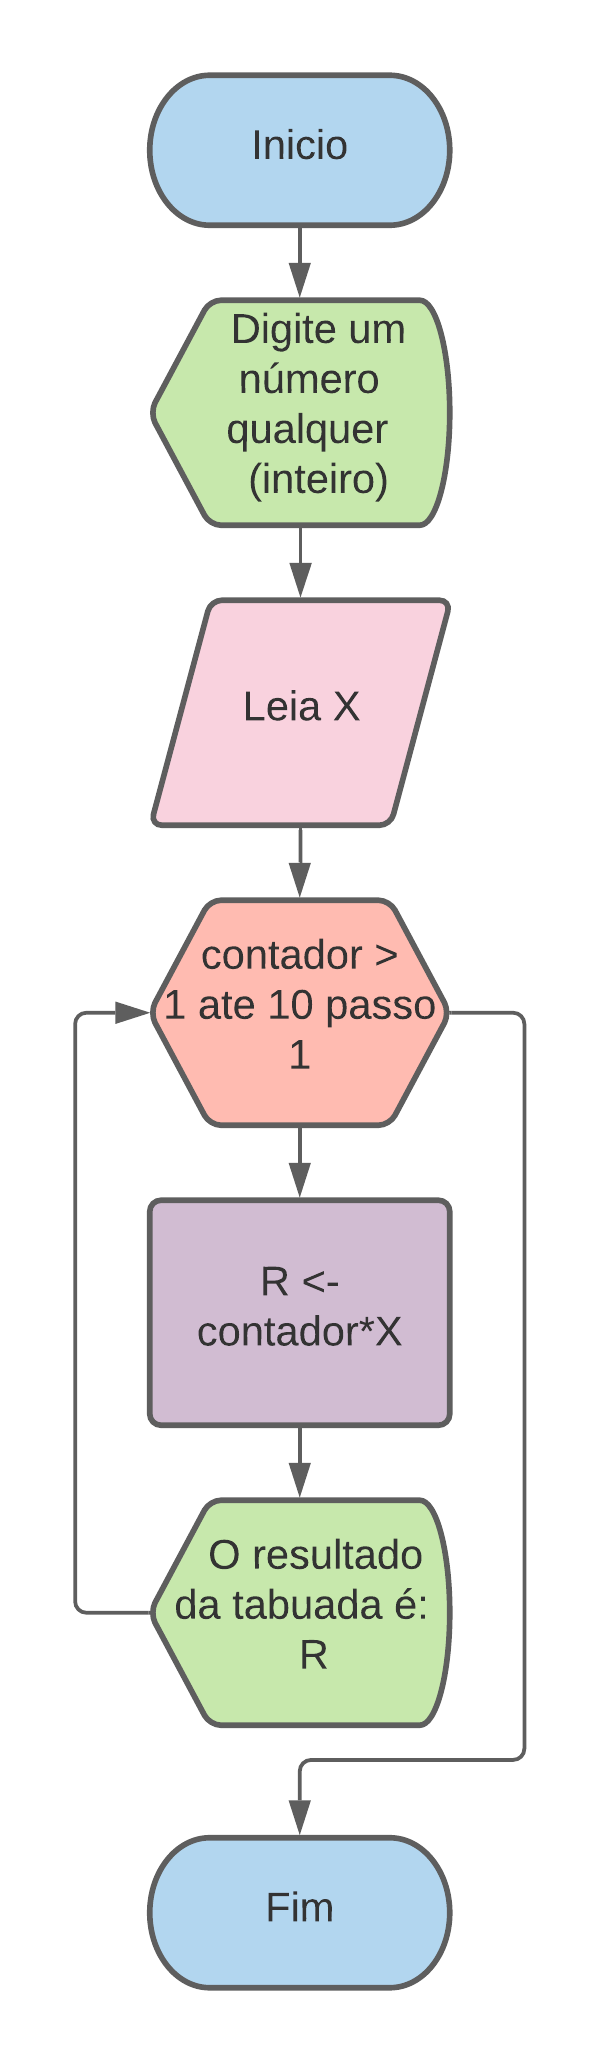 Inicio
Digite um
número
qualquer
(inteiro)
Leia X
contador >
1 ate 10 passo
1
R <-
contador*X
O resultado
da tabuada é:
R
Fim